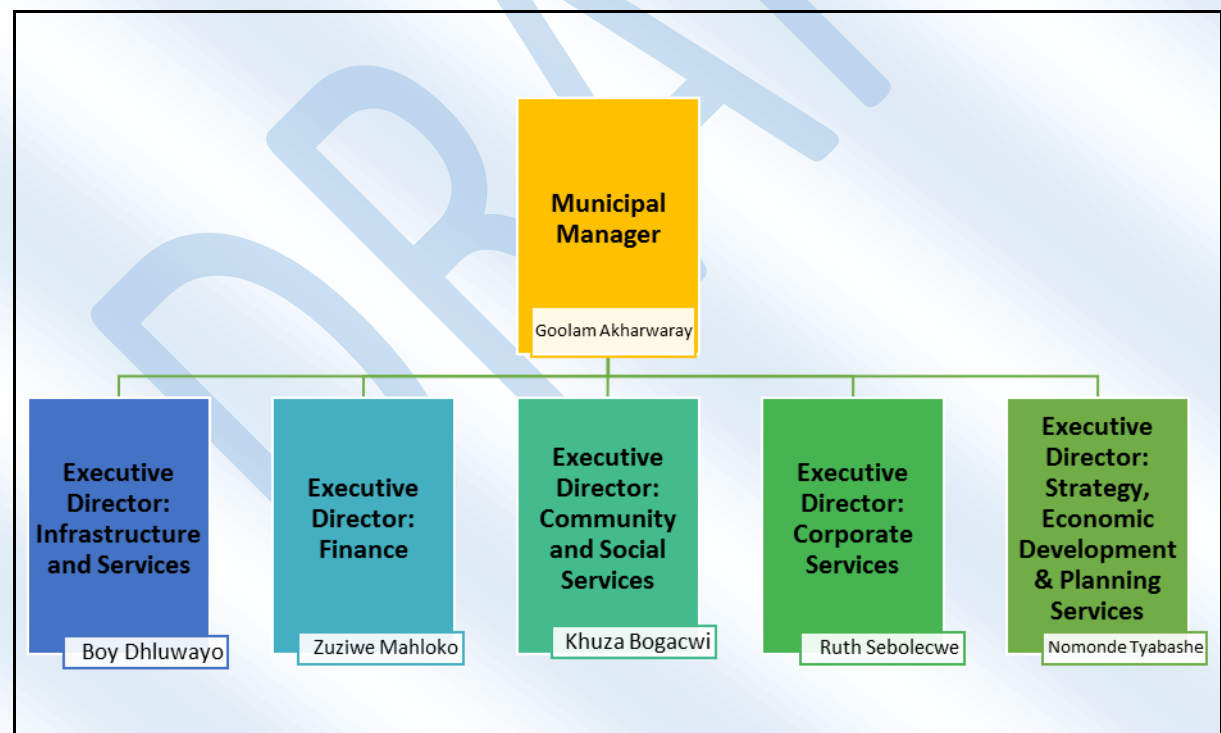 DRA
Municipal
Manager
Goolam Akharwaray
Executive
Director:
Infrastructure
and Services
Boy Dhluwayo
Executive
Director:
Finance
Zuziwe Mahloko
Executive
Director:
Community
and Social
Services
Khuza Bogacwi
Executive
Director:
Corporate
Services
Ruth Sebolecwe
Executive
Director:
Strategy,
Economic
Development
& Planning
Services
Nomonde Tyabashe